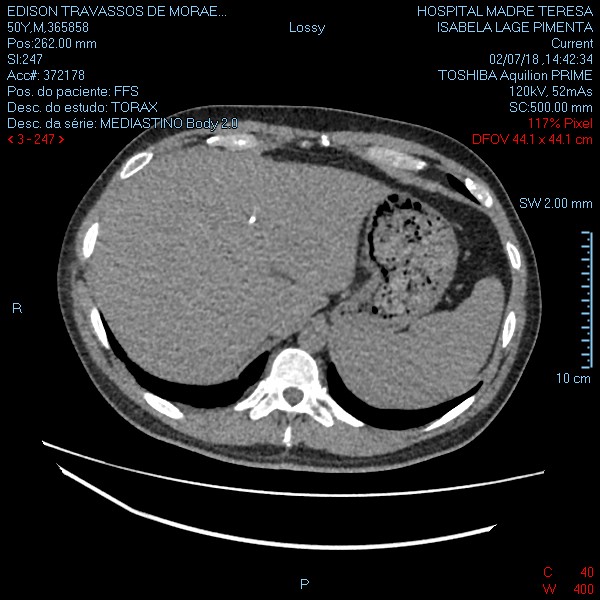 EDISON TRAVASSOS DE MORAE...
50Y,M,365858
Pos:262.00 mm
SI:247
Acc#: 372178
Pos. do paciente: FFS
Desc. do estudo: TORAX
Desc. da série: MEDIASTINO Body 2.0
< 3 - 247 >
Lossy
HOSPITAL MADRE TERESA
ISABELA LAGE PIMENTA
Current
02/07/18 ,14:42:34
TOSHIBA Aquilion PRIME
120kV, 52mAs
SC:500.00 mm
117% Pixel
DFOV 44.1 x 44.1 cm
SW 2.00 mm
R
10 cm
P
C 40
W 400